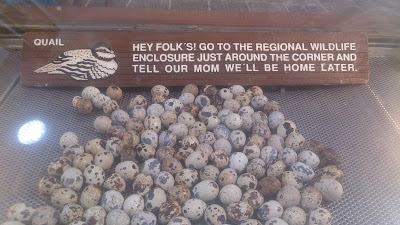 QUAIL
HEY FOLK'S! GO TO THE REGIONAL WILDLIFE
ENCLOSURE JUST AROUND THE CORNER AND
TELL OUR MOM WE'LL BE HOME LATER.